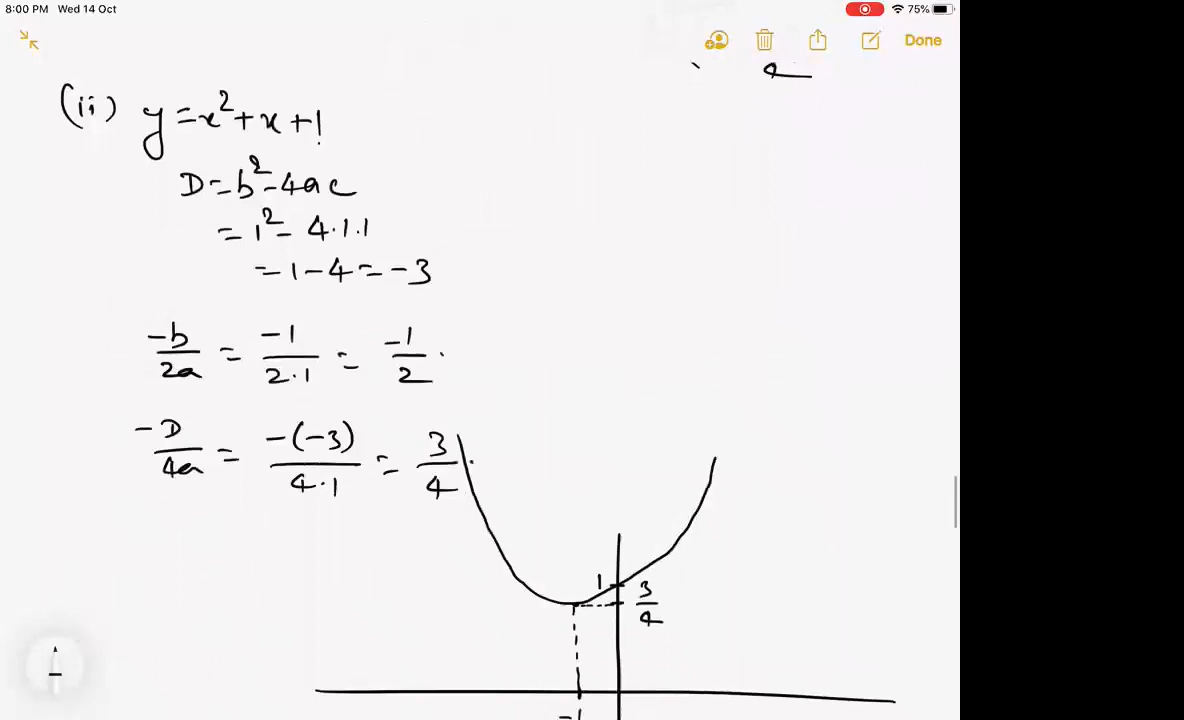 8:00 PM Wed 14 Oct
75%
Done
(ii) y = x² + x + 1
D = b² - 4ac
= 1² - 4·1·1
= 1 - 4 = -3
-b/2a = -1/2·1 = -1/2.
-D/4a = -(-3)/4·1 = 3/4.
1
3/4
-1